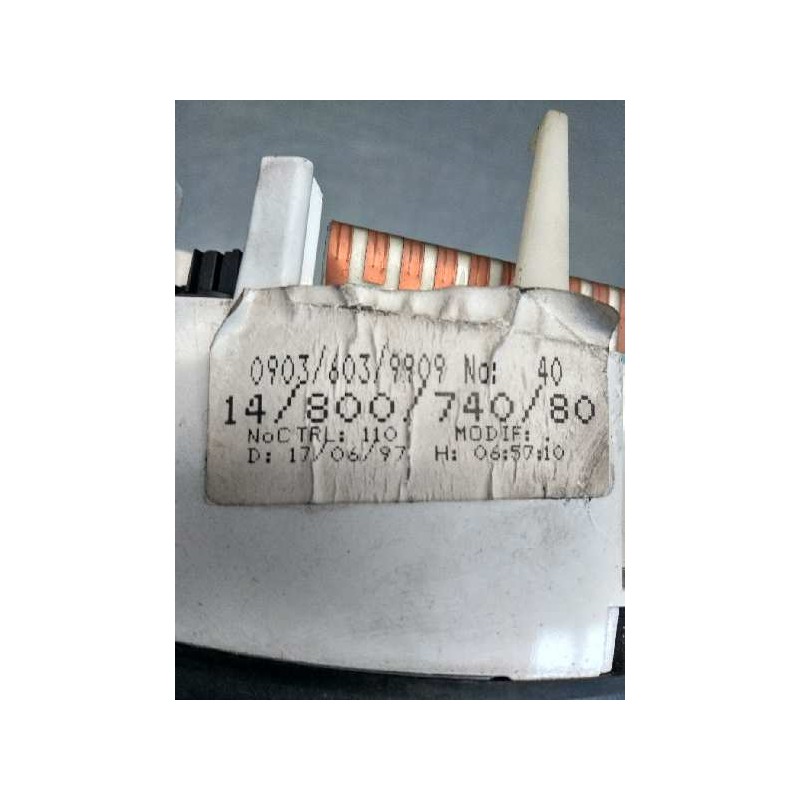 0903/603/9909 No: 40
14/800/740/80
NoCTRL: 110 MODIF: .
D: 17/06/97 H: 06:57:10